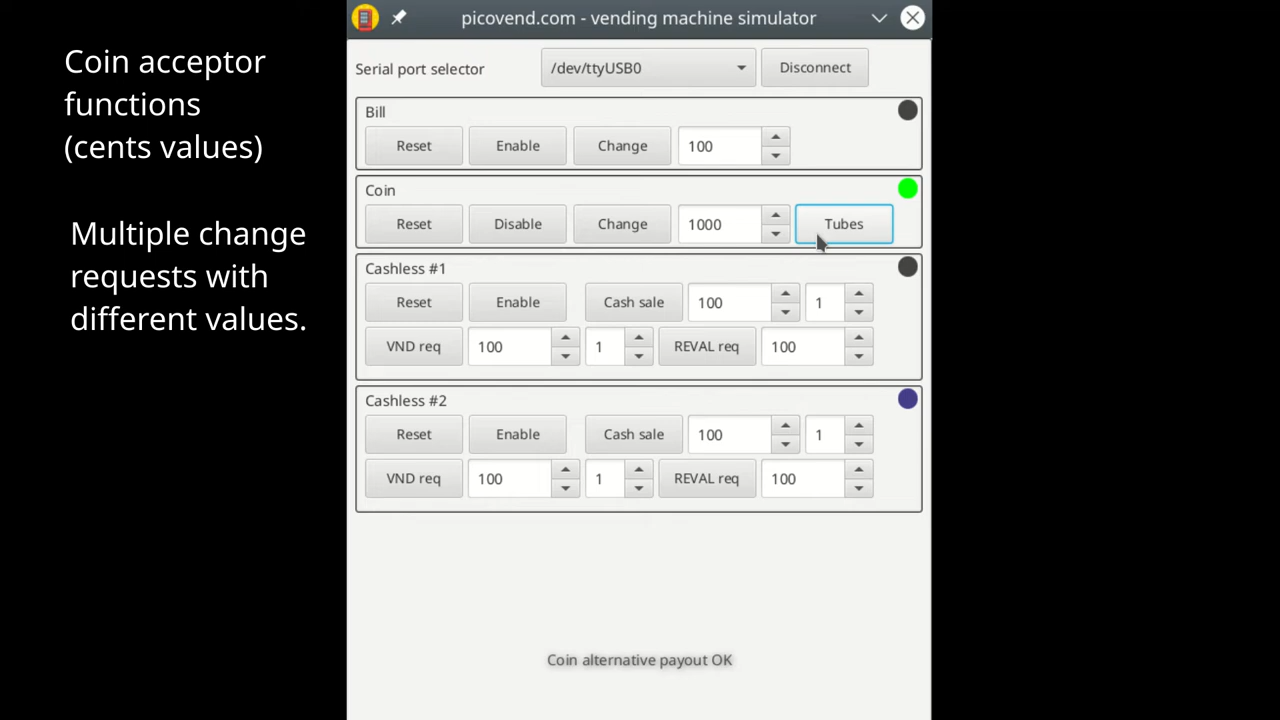 Coin acceptor
functions
(cents values)
Multiple change
requests with
different values.
picovend.com - vending machine simulator
Serial port selector /dev/ttyUSB0 Disconnect
Bill
Reset Enable Change 100
Coin
Reset Disable Change 1000 Tubes
Cashless #1
Reset Enable Cash sale 100 1
VND req 100 1 REVAL req 100
Cashless #2
Reset Enable Cash sale 100 1
VND req 100 1 REVAL req 100
Coin alternative payout OK